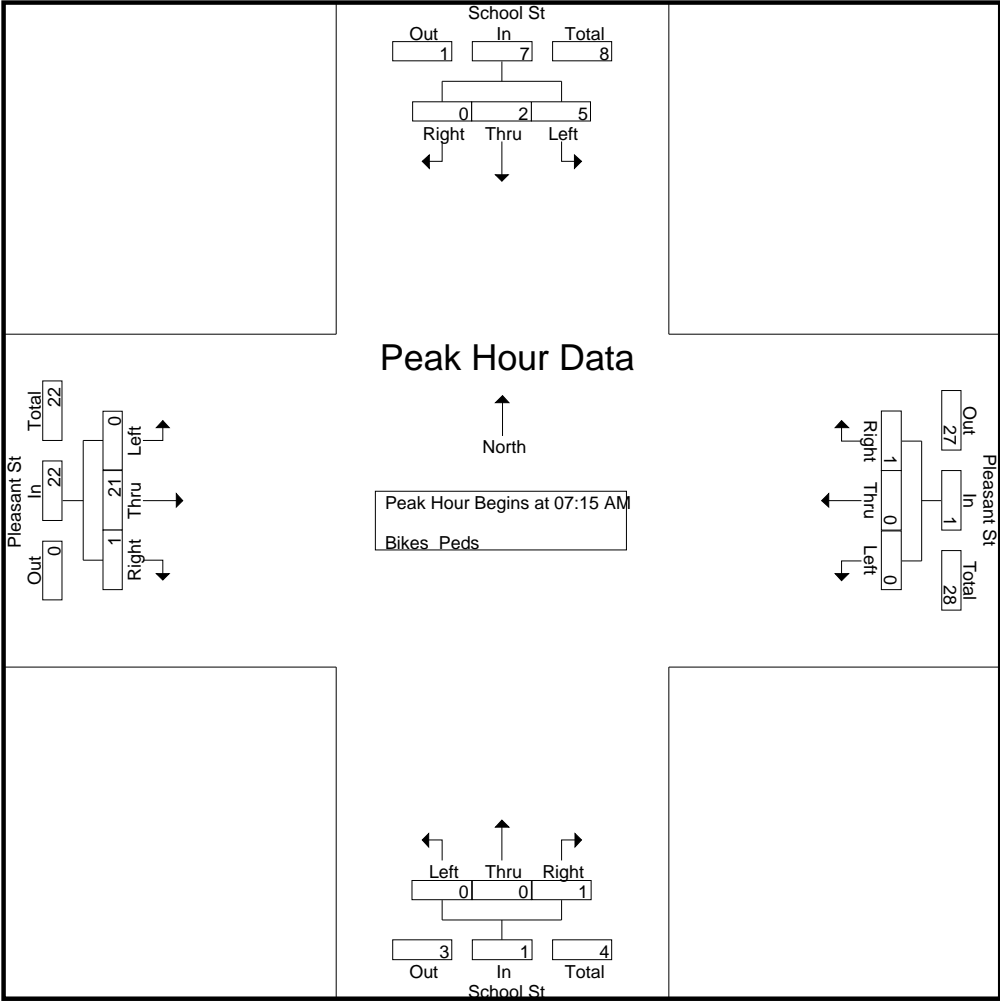 School St
Out In Total
1 7 8
0 2 5
Right Thru Left
Peak Hour Data
North
Peak Hour Begins at 07:15 AM
Bikes Peds
Pleasant St
Out In Total
0 22 22
1 21 0
Right Thru Left
Pleasant St
Out In Total
27 1 28
1 0 0
Right Thru Left
Left Thru Right
0 0 1
3 1 4
Out In Total
School St